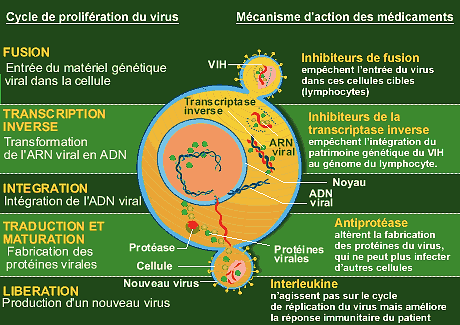 Cycle de prolifération du virus
Mécanisme d'action des médicaments
FUSION
Entrée du matériel génétique
viral dans la cellule
VIH
Inhibiteurs de fusion
empêchent l'entrée du virus
dans ces cellules cibles
(lymphocytes)
Transcriptase
inverse
TRANSCRIPTION
INVERSE
Transformation
de l'ARN viral en ADN
ARN
viral
Inhibiteurs de la
transcriptase inverse
empêchent l'intégration du
patrimoine génétique du VIH
au génome du lymphocyte.
INTEGRATION
Intégration de l'ADN viral
Noyau
ADN
viral
TRADUCTION ET
MATURATION
Fabrication des
protéines virales
Protéase
Protéines
virales
Cellule
Nouveau virus
Antiprotéase
altèrent la fabrication
des protéines du virus,
qui ne peut plus infecter
d'autres cellules
LIBERATION
Production d'un nouveau virus
Interleukine
n'agissent pas sur le cycle
de réplication du virus mais améliore
la réponse immunitaire du patient